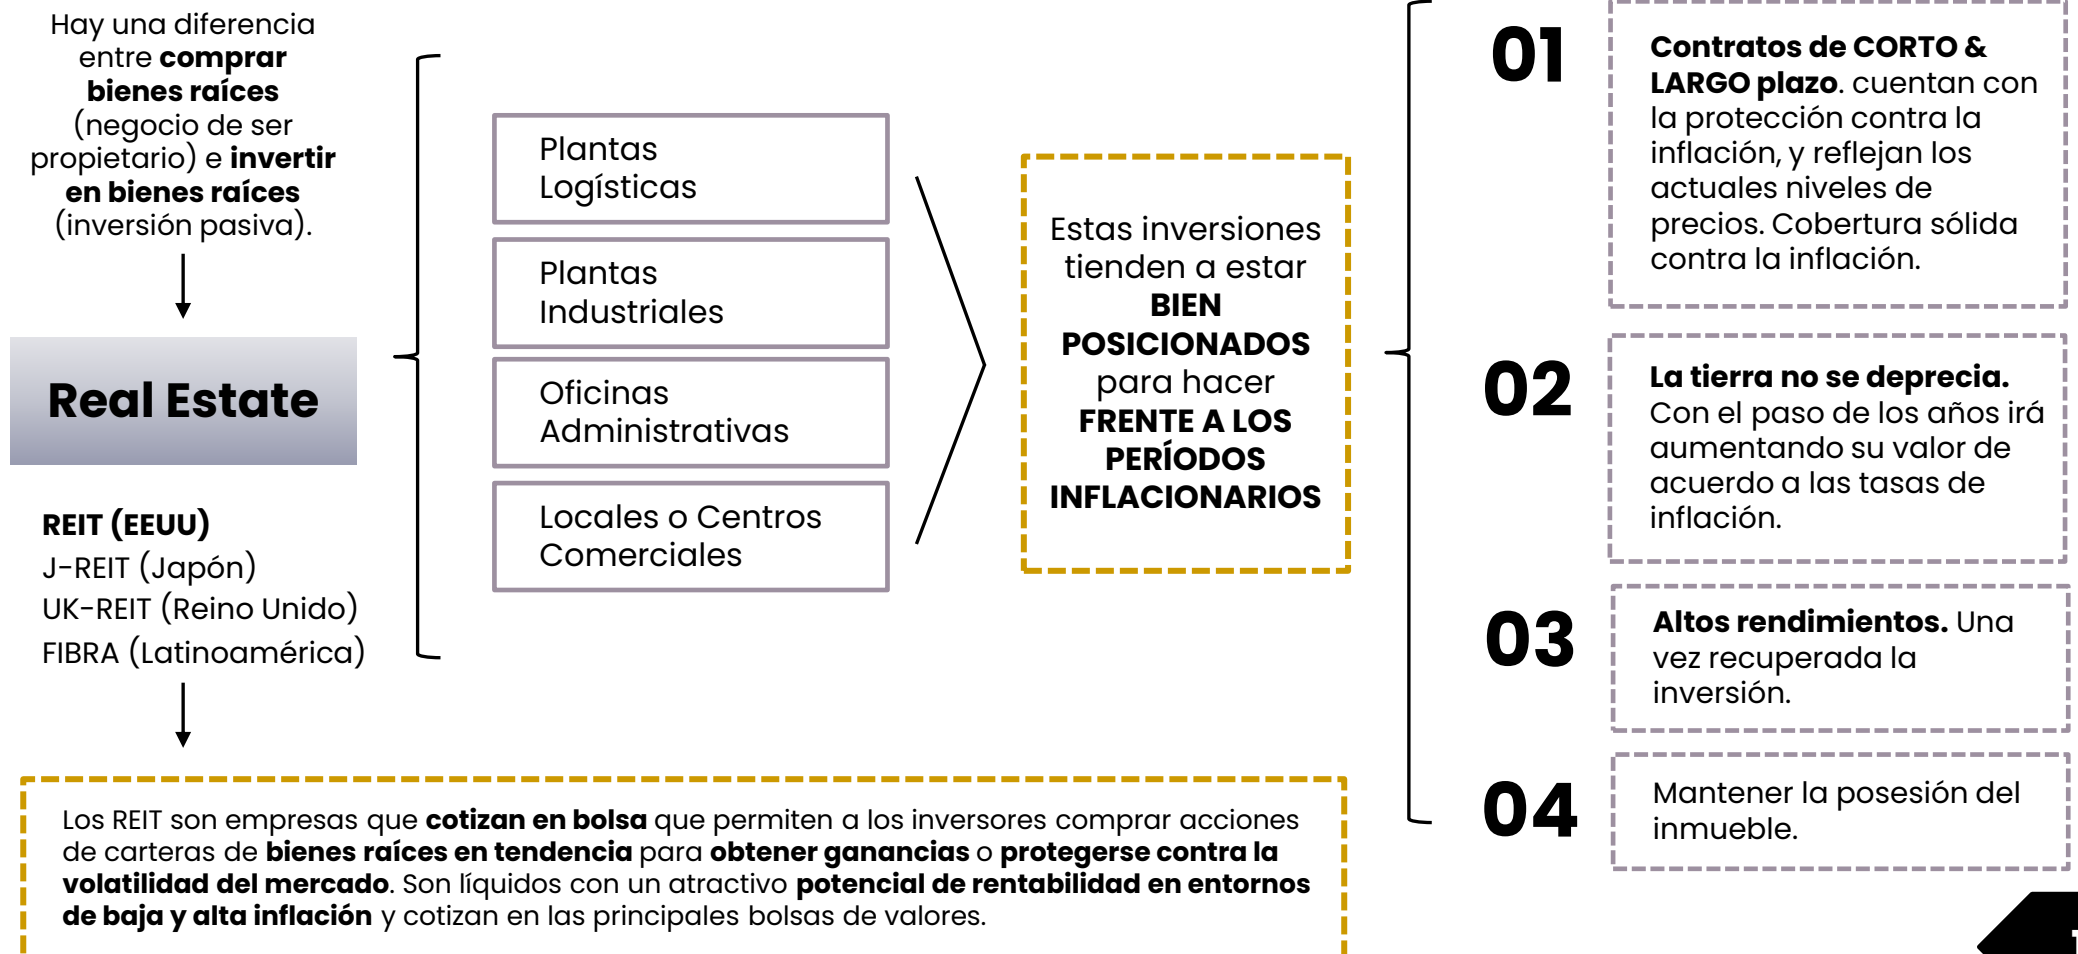 Hay una diferencia
entre comprar
bienes raíces
(negocio de ser
propietario) e invertir
en bienes raíces
(inversión pasiva).
Real Estate
REIT (EEUU)
J-REIT (Japón)
UK-REIT (Reino Unido)
FIBRA (Latinoamérica)
Plantas
Logísticas
Plantas
Industriales
Oficinas
Administrativas
Locales o Centros
Comerciales
Estas inversiones
tienden a estar
BIEN
POSICIONADOS
para hacer
FRENTE A LOS
PERÍODOS
INFLACIONARIOS
01
Contratos de CORTO &
LARGO plazo. cuentan con
la protección contra la
inflación, y reflejan los
actuales niveles de
precios. Cobertura sólida
contra la inflación.
02
La tierra no se deprecia.
Con el paso de los años irá
aumentando su valor de
acuerdo a las tasas de
inflación.
03
Altos rendimientos. Una
vez recuperada la
inversión.
04
Mantener la posesión del
inmueble.
Los REIT son empresas que cotizan en bolsa que permiten a los inversores comprar acciones
de carteras de bienes raíces en tendencia para obtener ganancias o protegerse contra la
volatilidad del mercado. Son líquidos con un atractivo potencial de rentabilidad en entornos
de baja y alta inflación y cotizan en las principales bolsas de valores.